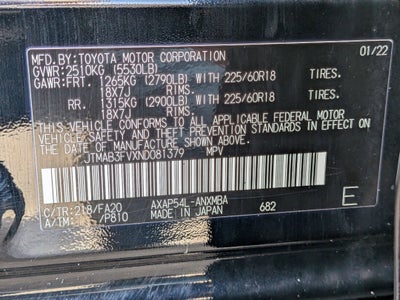 MFD.BY:TOYOTA MOTOR CORPORATION 01/22
GVWR:2510KG (5530LB)
GAWR:FRT. 1265KG (2790LB) WITH 225/60R18 TIRES.
18X7J RIMS.
RR. 1315KG (2900LB) WITH 225/60R18 TIRES.
18X7J RIMS.
THIS VEHICLE CONFORMS TO ALL APPLICABLE FEDERAL MOTOR
VEHICLE SAFETY STANDARDS IN EFFECT ON
THE DATE OF MANUFACTURE SHOWN ABOVE.
JTMAB3FVXND081379 MPV
C/TR:218/FA20 AXAP54L-ANXMBA E
A/TM: /P810 MADE IN JAPAN 682